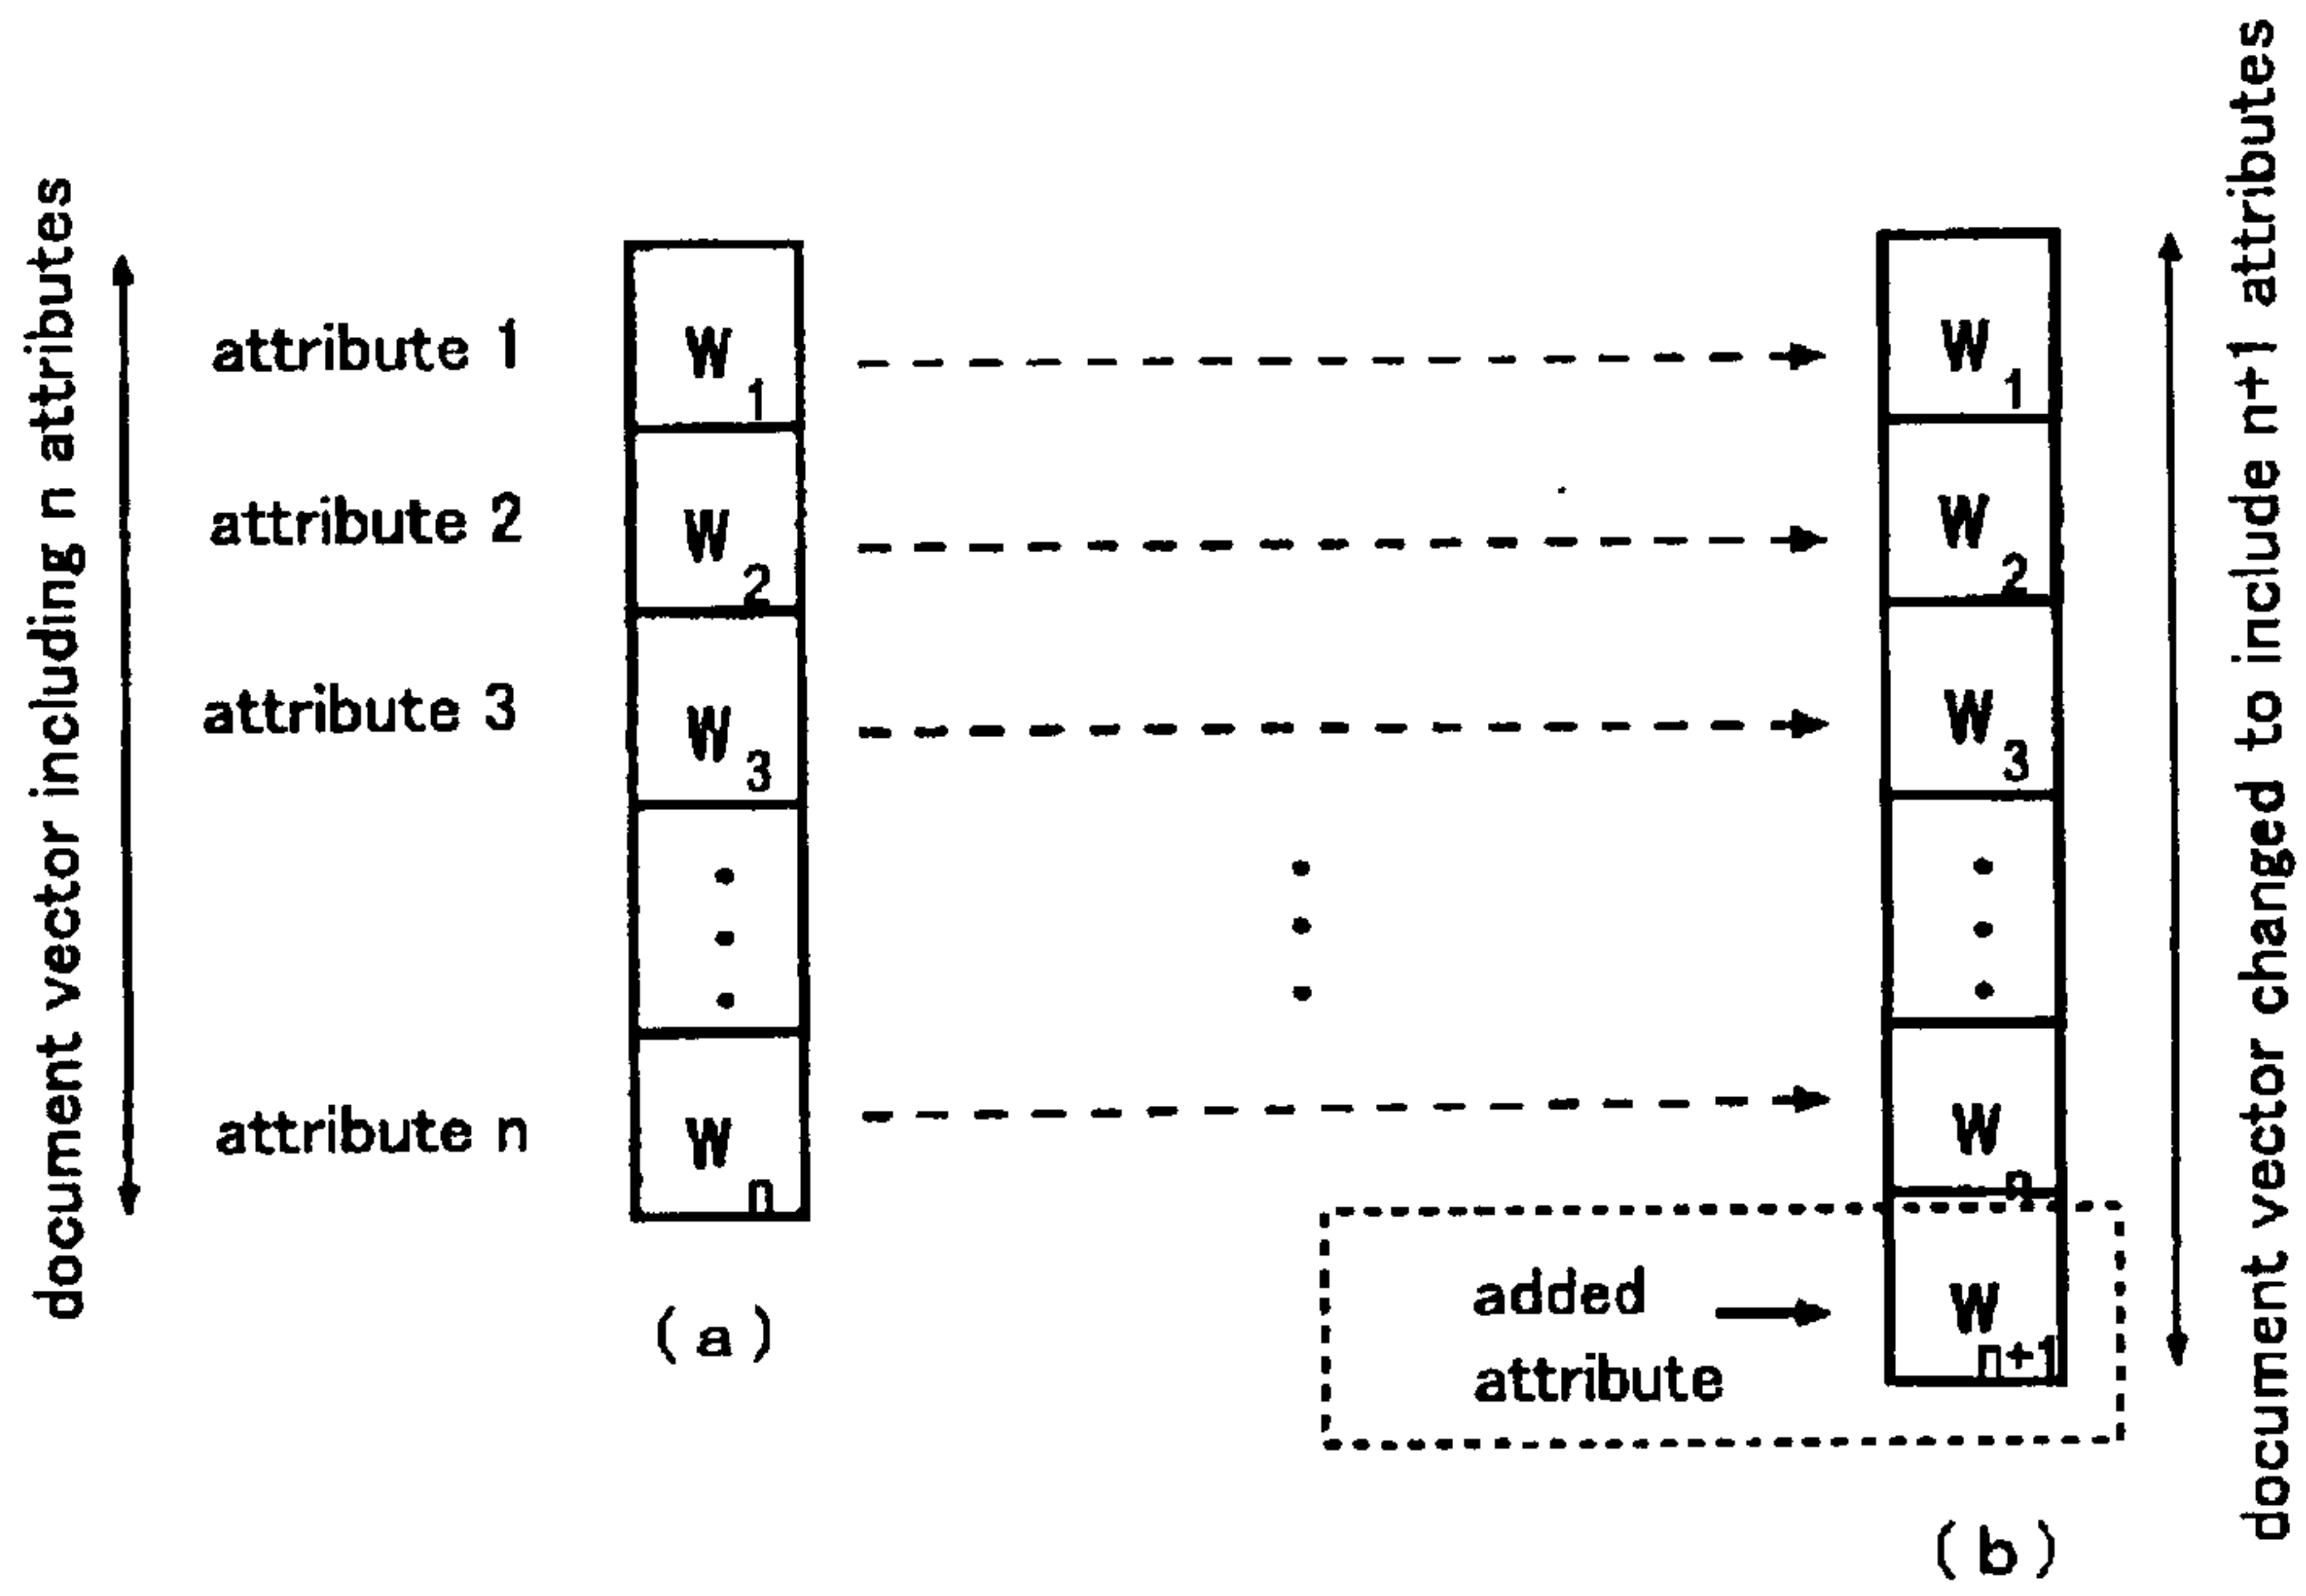 document vector including n attributes
attribute 1
W1
W1
attribute 2
W2
W2
attribute 3
W3
W3
attribute n
Wn
Wn
added
attribute
Wn+1
(a)
(b)
document vector changed to include n+1 attributes